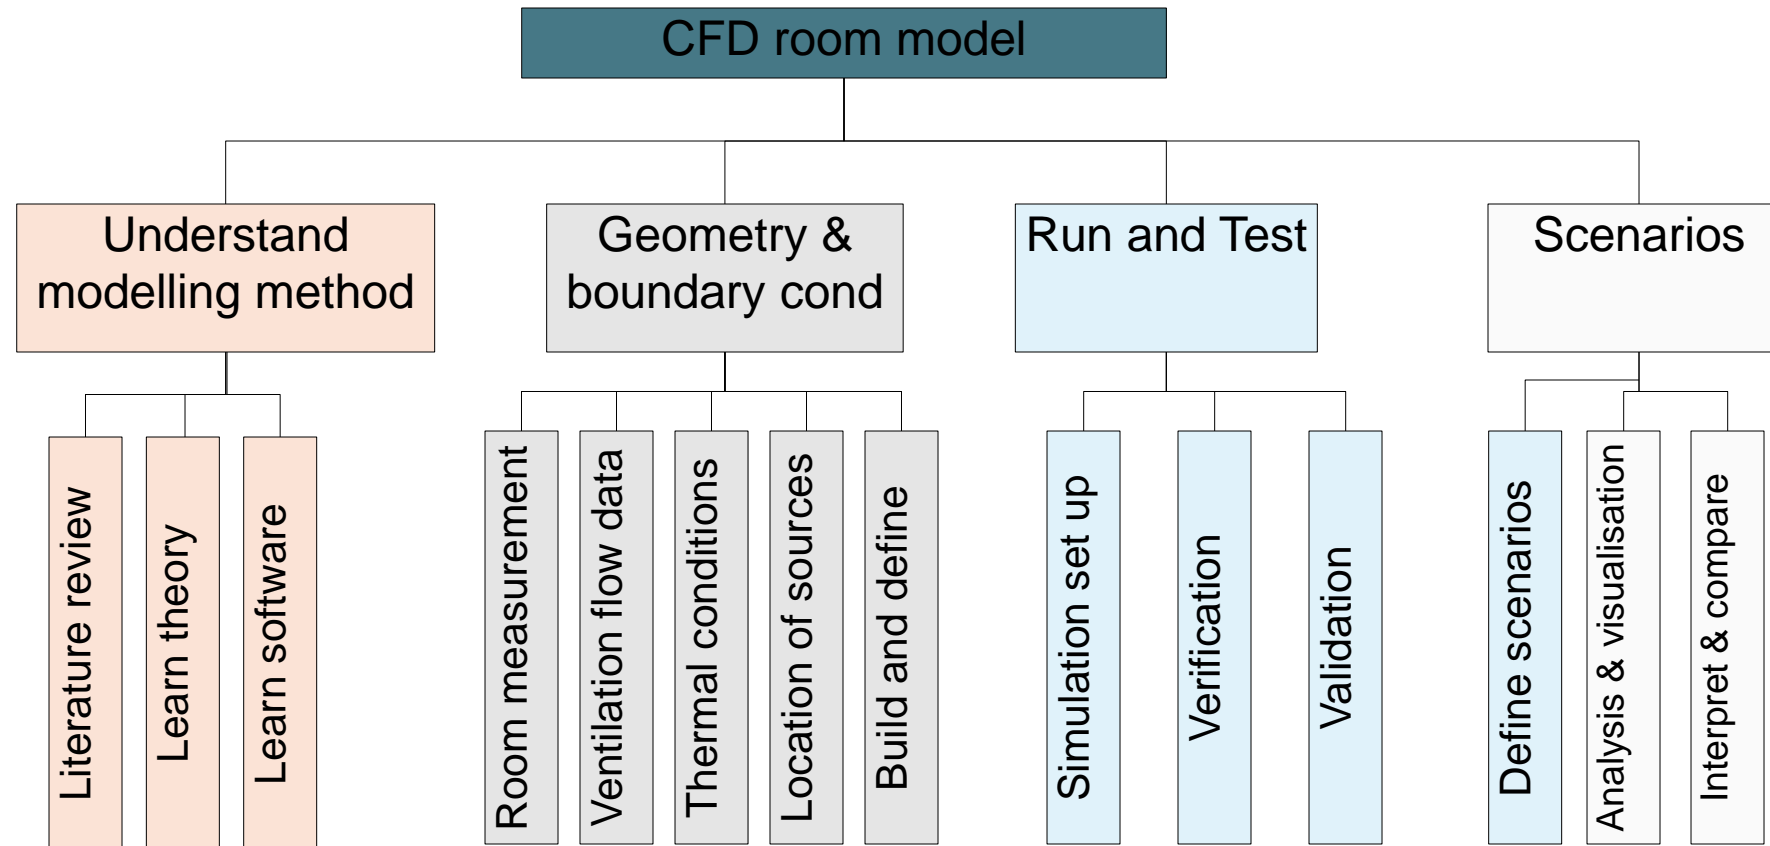 CFD room model
Understand
modelling method
Geometry &
boundary cond
Run and Test
Scenarios
Literature review
Learn theory
Learn software
Room measurement
Ventilation flow data
Thermal conditions
Location of sources
Build and define
Simulation set up
Verification
Validation
Define scenarios
Analysis & visualisation
Interpret & compare